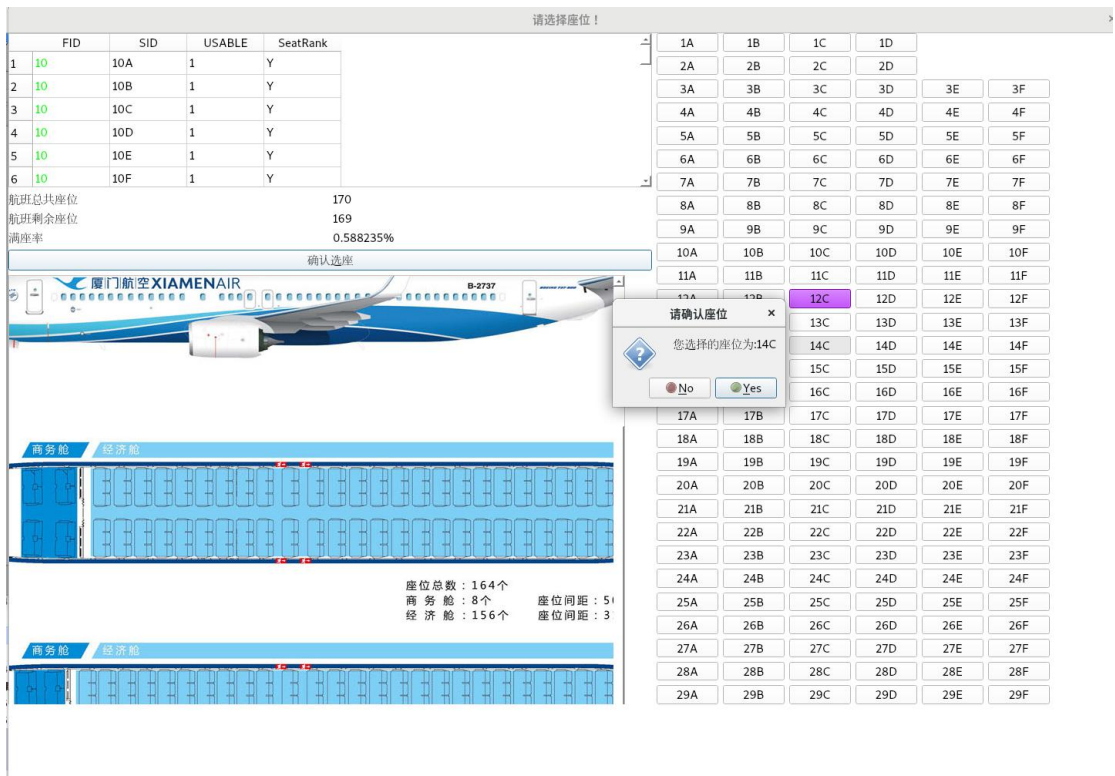 请选择座位！
FID SID USABLE SeatRank
1 10 10A 1 Y
2 10 10B 1 Y
3 10 10C 1 Y
4 10 10D 1 Y
5 10 10E 1 Y
6 10 10F 1 Y
航班总共座位 170
航班剩余座位 169
满座率 0.588235%
确认选座
厦门航空XIAMENAIR
B-2737
商务舱 经济舱
座位总数：164个
商务舱：8个 座位间距：5
经济舱：156个 座位间距：3
商务舱 经济舱
1A 1B 1C 1D
2A 2B 2C 2D
3A 3B 3C 3D 3E 3F
4A 4B 4C 4D 4E 4F
5A 5B 5C 5D 5E 5F
6A 6B 6C 6D 6E 6F
7A 7B 7C 7D 7E 7F
8A 8B 8C 8D 8E 8F
9A 9B 9C 9D 9E 9F
10A 10B 10C 10D 10E 10F
11A 11B 11C 11D 11E 11F
12A 12B 12C 12D 12E 12F
请确认座位
您选择的座位为:14C
No Yes
13C 13D 13E 13F
14C 14D 14E 14F
15C 15D 15E 15F
16C 16D 16E 16F
17A 17B 17C 17D 17E 17F
18A 18B 18C 18D 18E 18F
19A 19B 19C 19D 19E 19F
20A 20B 20C 20D 20E 20F
21A 21B 21C 21D 21E 21F
22A 22B 22C 22D 22E 22F
23A 23B 23C 23D 23E 23F
24A 24B 24C 24D 24E 24F
25A 25B 25C 25D 25E 25F
26A 26B 26C 26D 26E 26F
27A 27B 27C 27D 27E 27F
28A 28B 28C 28D 28E 28F
29A 29B 29C 29D 29E 29F